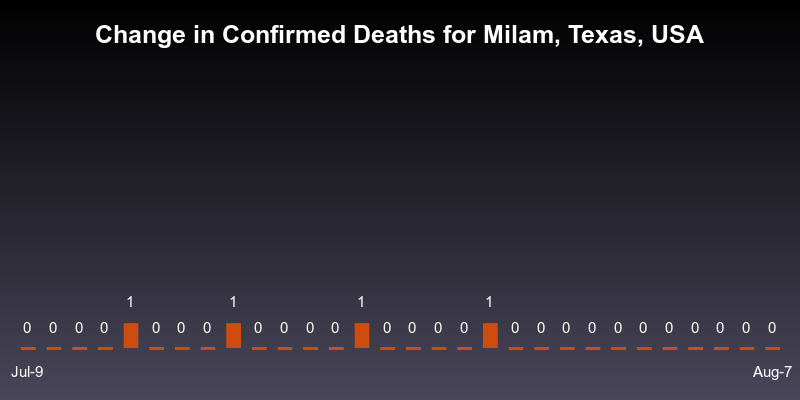 Change in Confirmed Deaths for Milam, Texas, USA
1 1 1 1
0 0 0 0 0 0 0 0 0 0 0 0 0 0 0 0 0 0 0 0 0 0 0 0 0 0
Jul-9 Aug-7